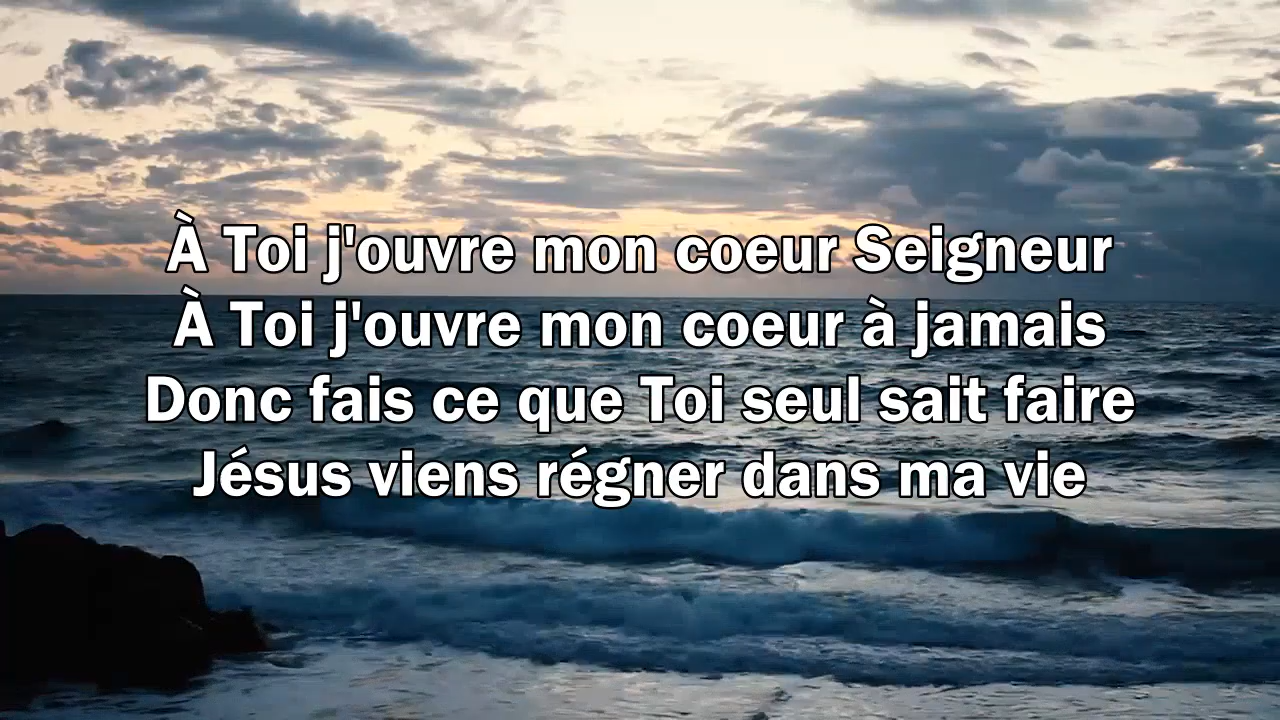 À Toi j'ouvre mon coeur Seigneur
À Toi j'ouvre mon coeur à jamais
Donc fais ce que Toi seul sait faire
Jésus viens régner dans ma vie